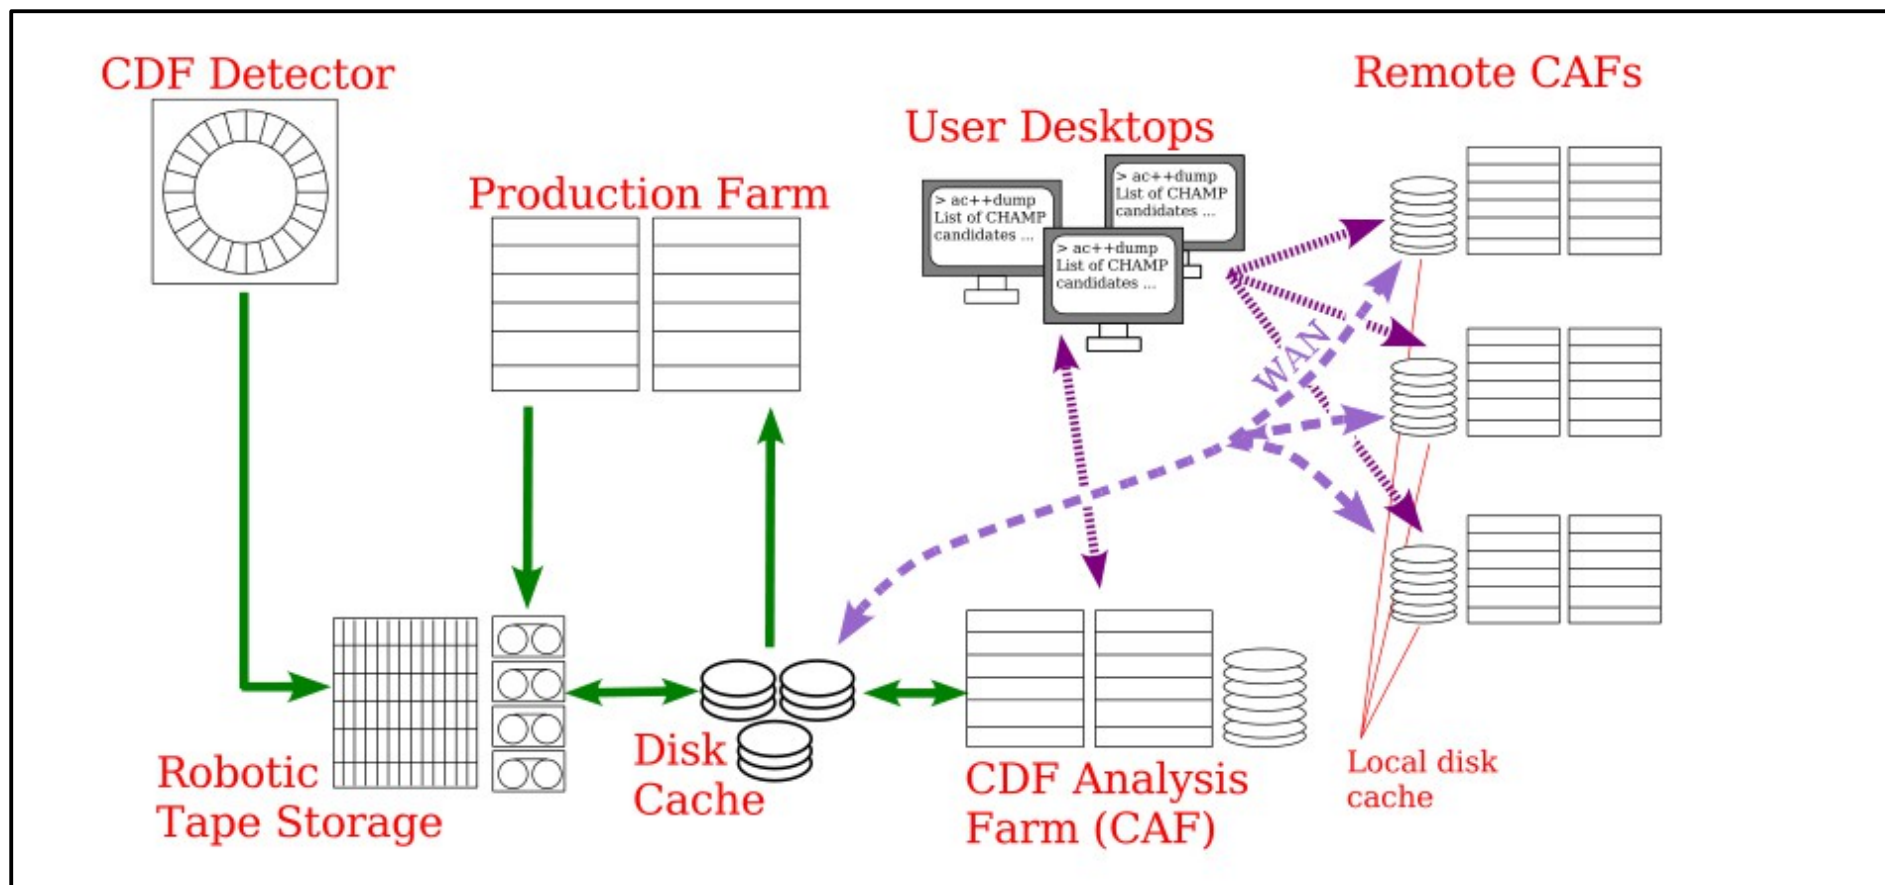 CDF Detector
Remote CAFs
User Desktops
Production Farm
> ac++dump
List of CHAMP
candidates ...
> ac++dump
List of CHAMP
candidates ...
> ac++dump
List of CHAMP
candidates ...
WAN
Robotic
Tape Storage
Disk
Cache
CDF Analysis
Farm (CAF)
Local disk
cache